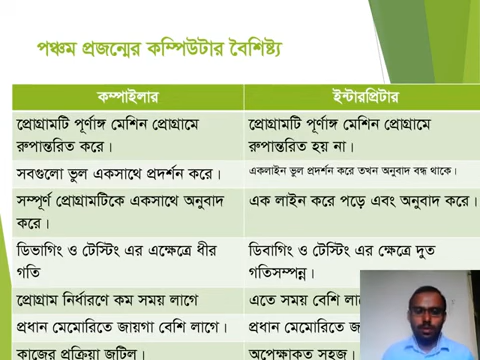 পঞ্চম প্রজন্মের কম্পিউটার বৈশিষ্ট্য
কম্পাইলার
ইন্টারপ্রিটার
প্রোগ্রামটি পূর্ণাঙ্গ মেশিন প্রোগ্রামে
রুপান্তরিত করে।
প্রোগ্রামটি পূর্ণাঙ্গ মেশিন প্রোগ্রামে
রুপান্তরিত হয় না।
সবগুলো ভুল একসাথে প্রদর্শন করে।
একলাইন ভুল প্রদর্শন করে তখন অনুবাদ বন্ধ থাকে।
সম্পূর্ণ প্রোগ্রামটিকে একসাথে অনুবাদ
করে।
এক লাইন করে পড়ে এবং অনুবাদ করে।
ডিভাগিং ও টেস্টিং এর এক্ষেত্রে ধীর
গতি
ডিবাগিং ও টেস্টিং এর ক্ষেত্রে দুত
গতিসম্পন্ন।
প্রোগ্রাম নির্ধারণে কম সময় লাগে
এতে সময় বেশি
প্রধান মেমোরিতে জায়গা বেশি লাগে।
প্রধান মেমোরিতে
কাজের প্রক্রিয়া জটিল।
অপেক্ষাকত সহজ।